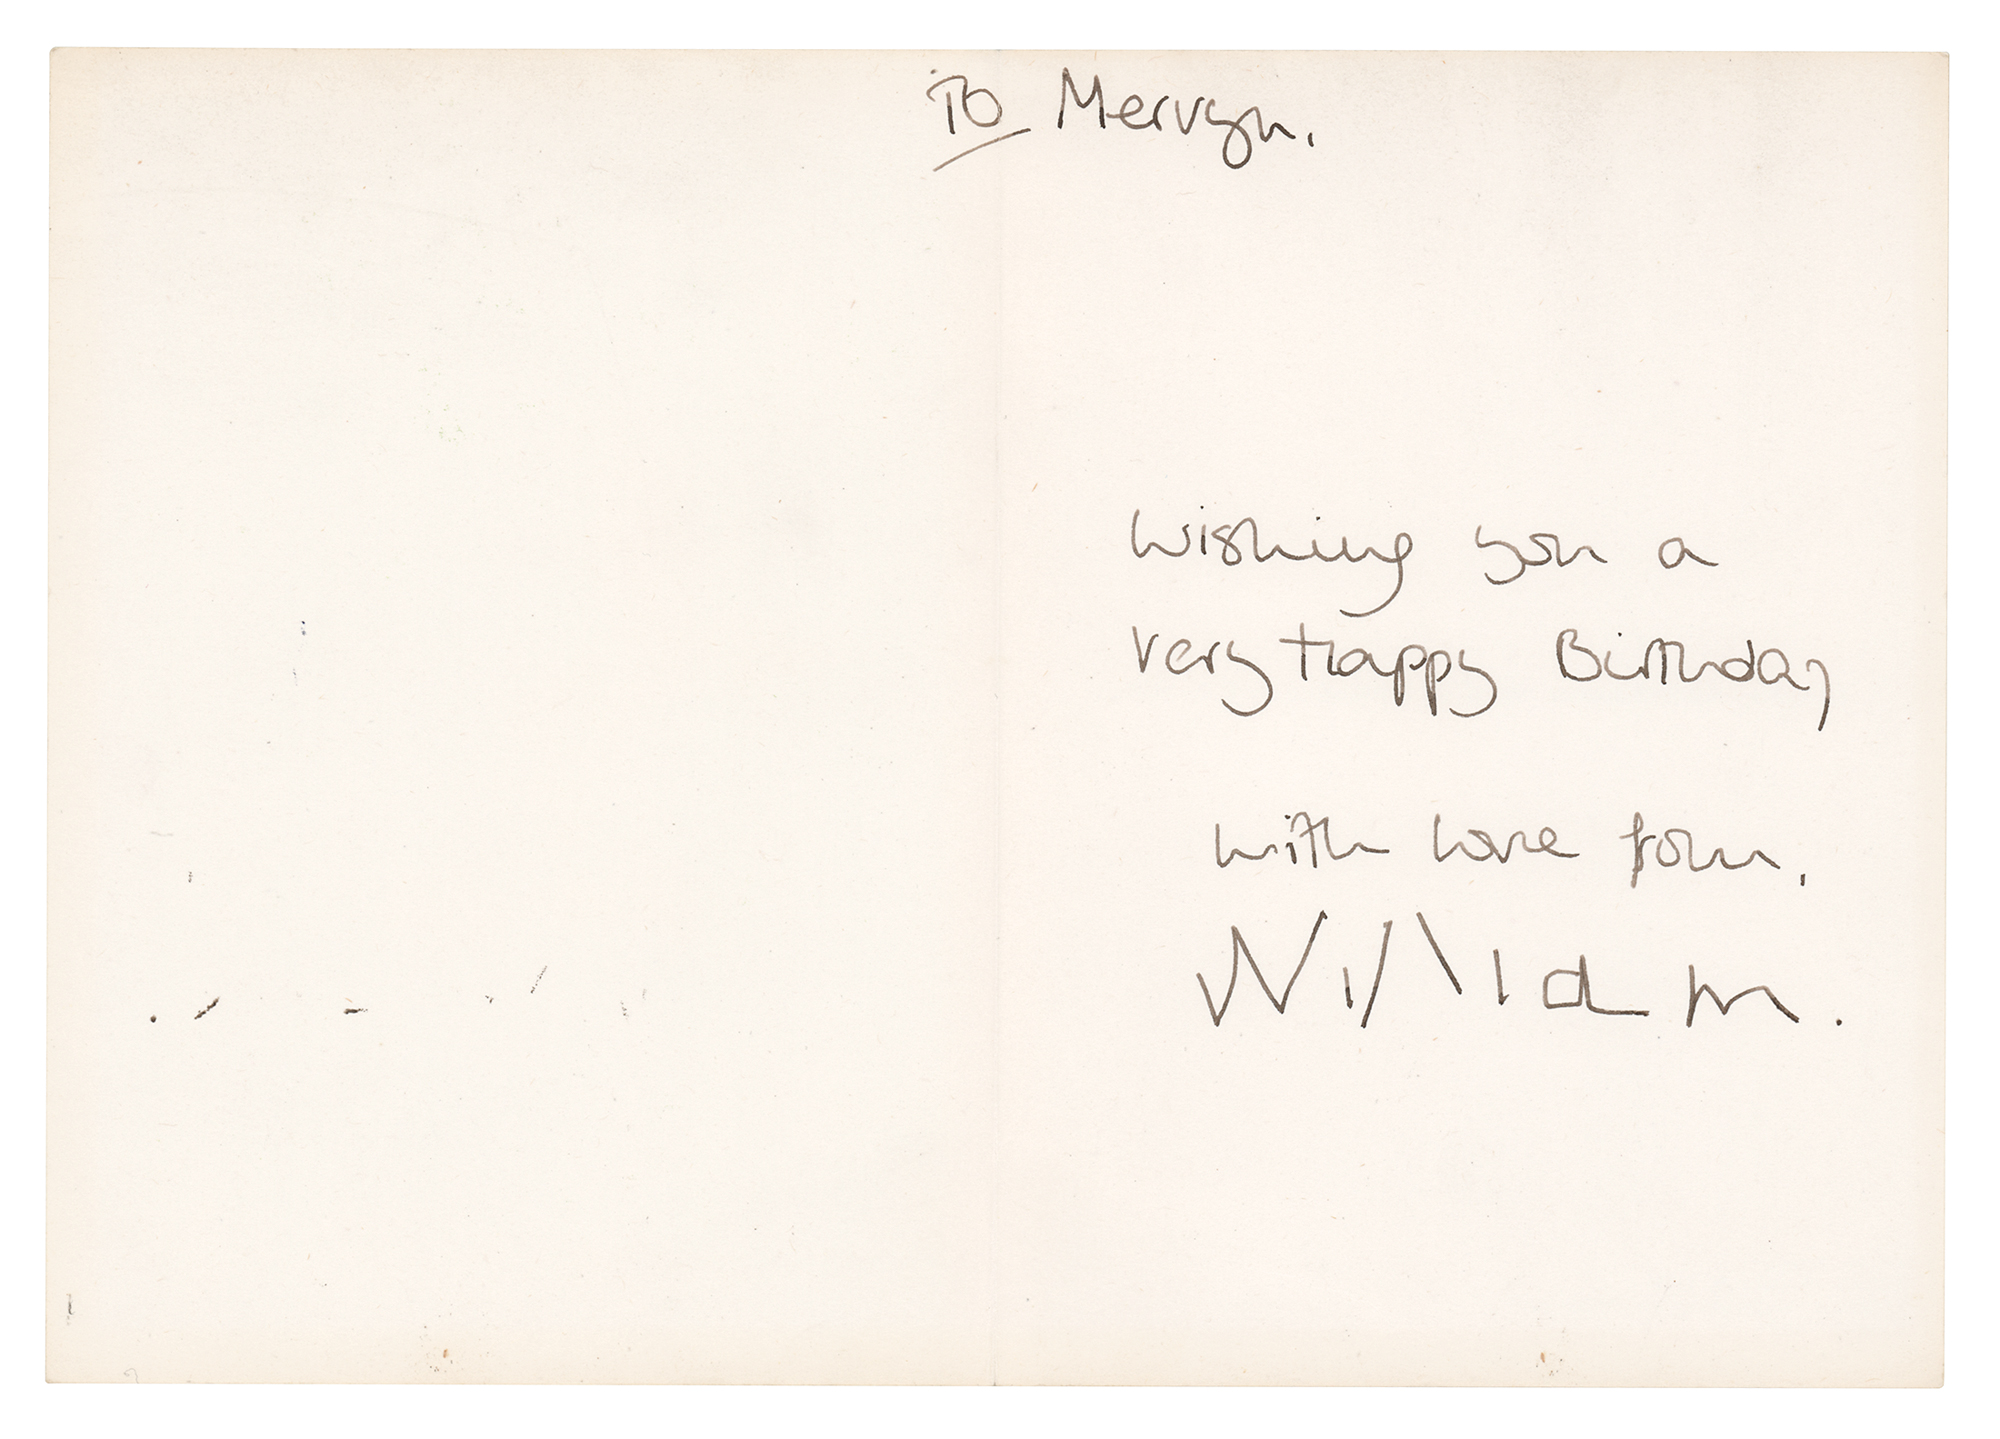 To Mervyn.
Wishing you a
very Happy Birthday
with love from,
William.